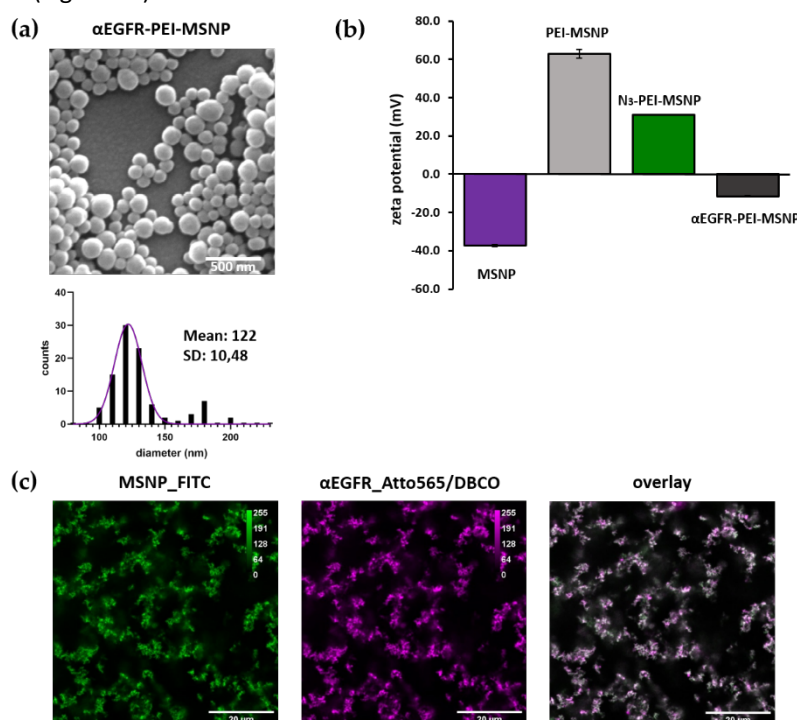 (a)
αEGFR-PEI-MSNP
500 nm
40
30
20
10
0
counts
Mean: 122
SD: 10,48
100
150
200
diameter (nm)
(b)
80.0
60.0
40.0
20.0
0.0
-20.0
-40.0
-60.0
zeta potential (mV)
PEI-MSNP
N₃-PEI-MSNP
αEGFR-PEI-MSNP
MSNP
(c)
MSNP_FITC
αEGFR_Atto565/DBCO
overlay
255
191
128
64
0
255
191
128
64
0
20 µm
20 µm
20 µm